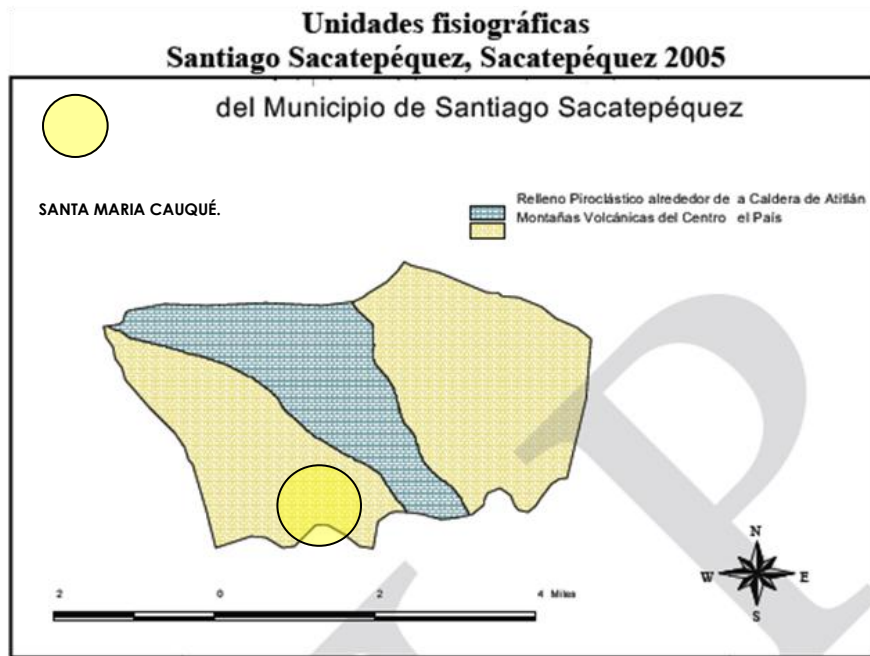 Unidades fisiográficas
Santiago Sacatepéquez, Sacatepéquez 2005
del Municipio de Santiago Sacatepéquez
SANTA MARIA CAUQUÉ.
Relleno Piroclástico alrededor de a Caldera de Atitlán
Montañas Volcánicas del Centro el País
N
W E
S
2 0 2 4 Miles